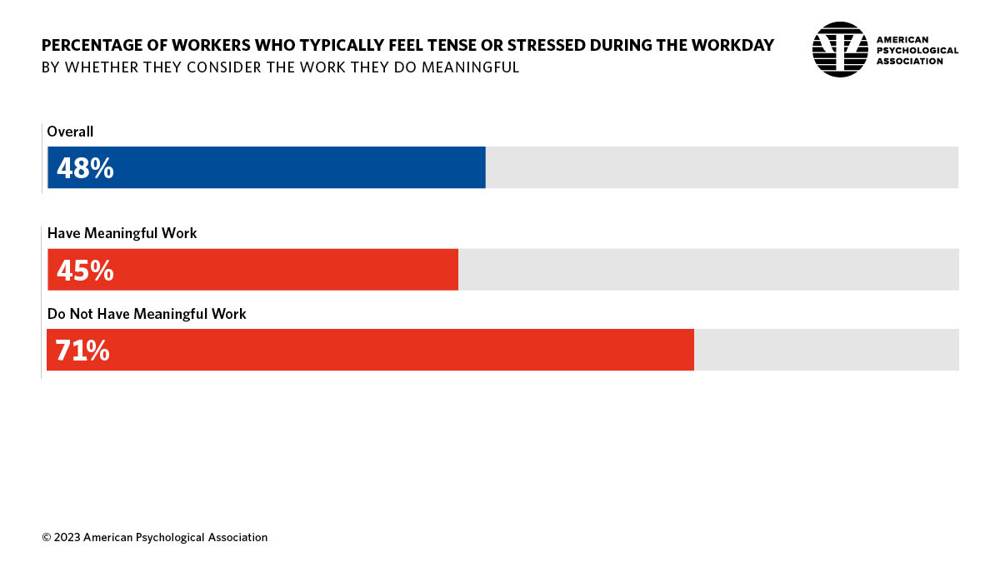 PERCENTAGE OF WORKERS WHO TYPICALLY FEEL TENSE OR STRESSED DURING THE WORKDAY
BY WHETHER THEY CONSIDER THE WORK THEY DO MEANINGFUL
AMERICAN
PSYCHOLOGICAL
ASSOCIATION
Overall
48%
Have Meaningful Work
45%
Do Not Have Meaningful Work
71%
© 2023 American Psychological Association